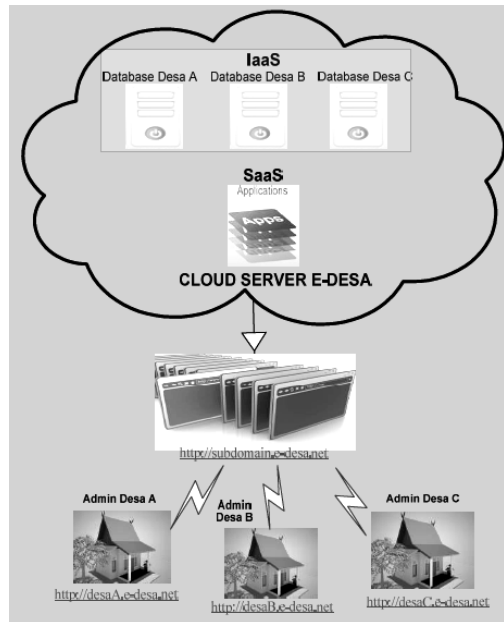 IaaS
Database Desa A Database Desa B Database Desa C
SaaS
Applications
Apps
CLOUD SERVER E-DESA
http://subdomain.e-desa.net
Admin Desa A
Admin
Desa B
Admin Desa C
http://desaA.e-desa.net
http://desaB.e-desa.net
http://desaC.e-desa.net